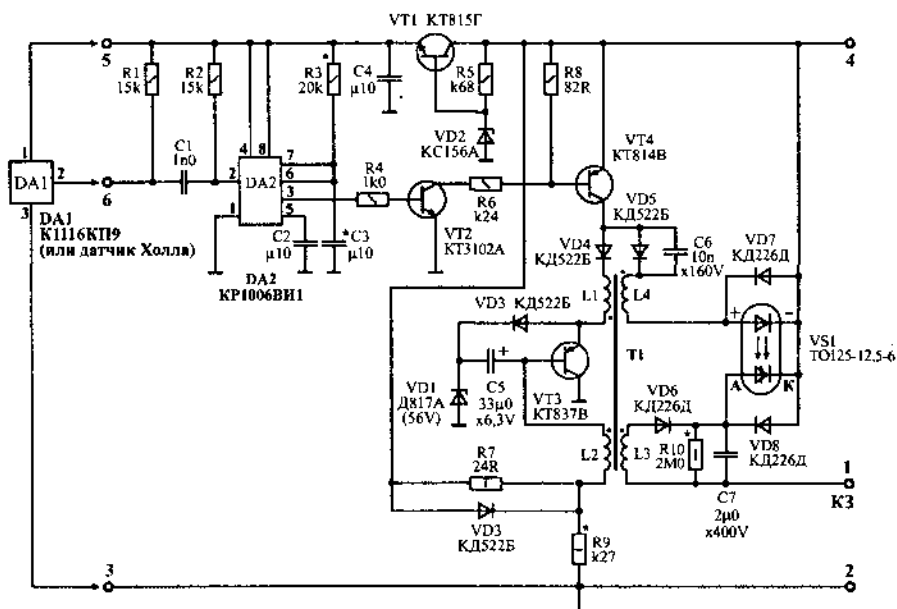 VT1 КТ815Г
5
4
R1
15k
R2
15k
R3
20k
*
C4
µ10
R5
k68
R8
82R
VD2
КС156А
VT4
КТ814В
1
DA1
2
3
6
C1
1n0
4
8
7
6
2
DA2
3
1
5
R4
1k0
R6
k24
VT2
КТ3102А
C2
µ10
C3
µ10
*
DA1
К1116КП9
(или датчик Холла)
DA2
КР1006ВИ1
VD5
КД522Б
VD4
КД522Б
C6
10n
x160V
VD7
КД226Д
L1
L4
+
-
VS1
ТО125-12,5-6
A
K
VD3 КД522Б
T1
VD1
Д817А
(56V)
+
C5
33µ0
x6,3V
VT3
КТ837В
VD6
КД226Д
VD8
КД226Д
L2
L3
R10
2M0
*
R7
24R
C7
2µ0
x400V
1
КЗ
VD3
КД522Б
*
R9
k27
3
2